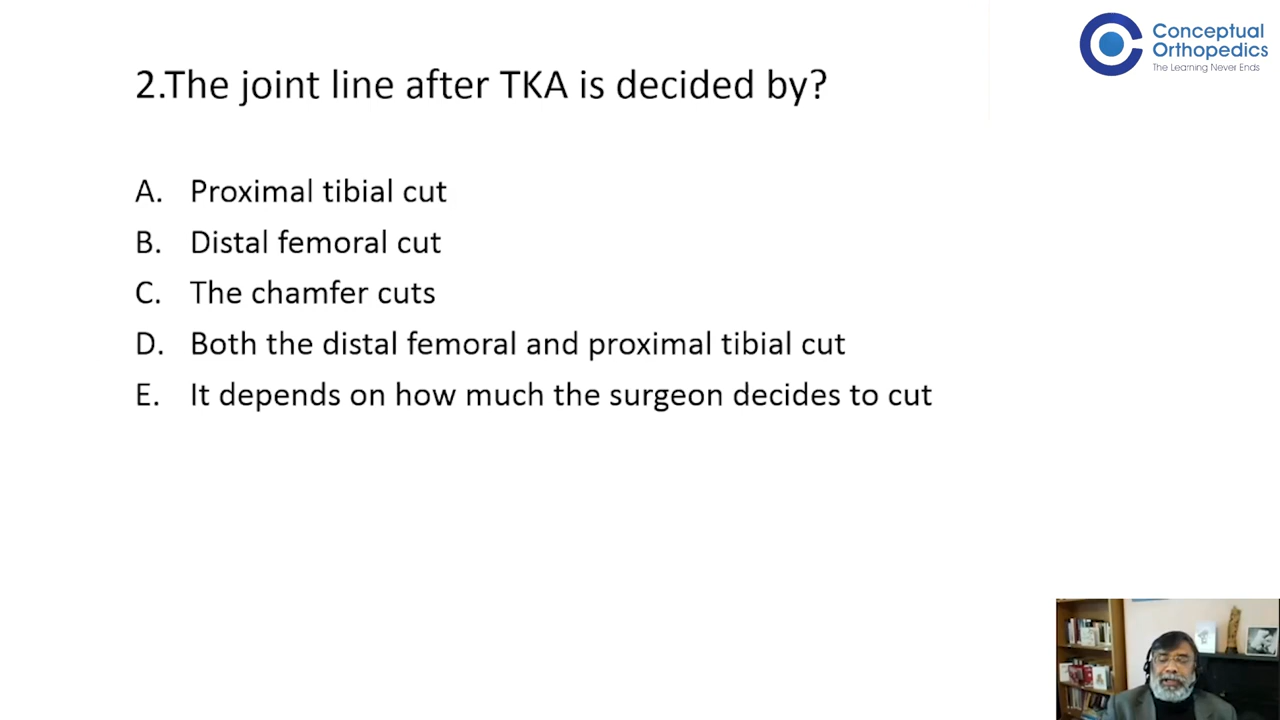 Conceptual
Orthopedics
The Learning Never Ends
2.The joint line after TKA is decided by?
A. Proximal tibial cut
B. Distal femoral cut
C. The chamfer cuts
D. Both the distal femoral and proximal tibial cut
E. It depends on how much the surgeon decides to cut